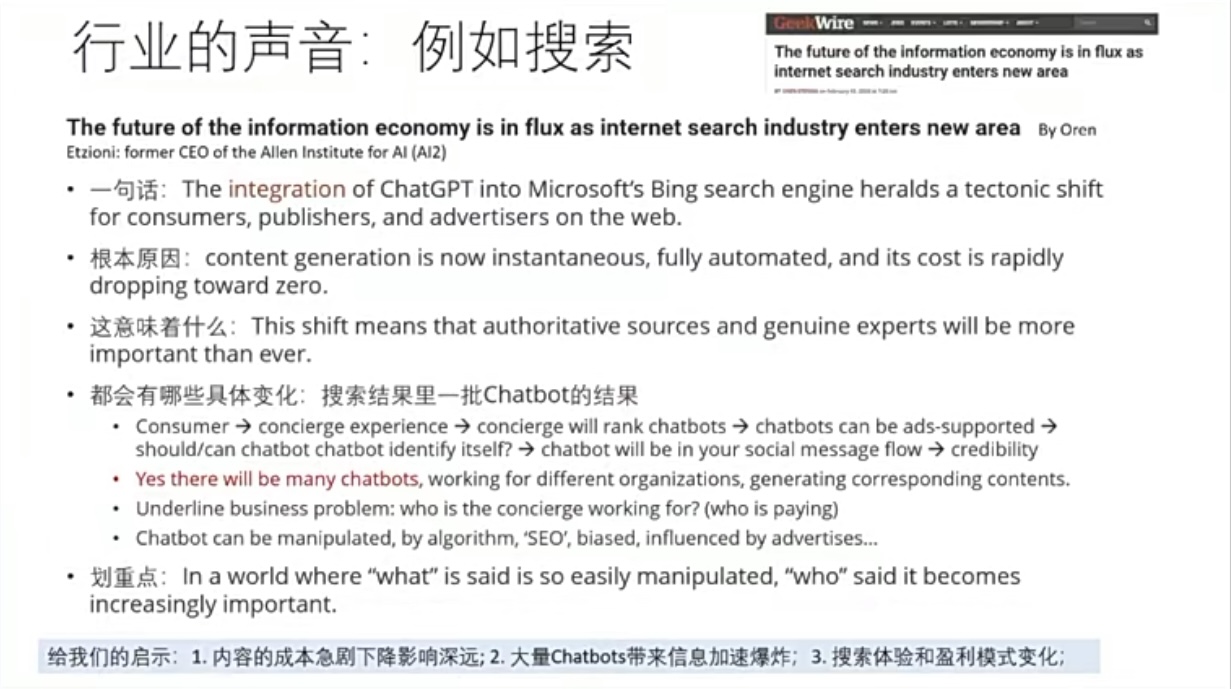 行业的声音：例如搜索
GeekWire
The future of the information economy is in flux as
internet search industry enters new area
The future of the information economy is in flux as internet search industry enters new area By Oren
Etzioni: former CEO of the Allen Institute for AI (AI2)
• 一句话：The integration of ChatGPT into Microsoft's Bing search engine heralds a tectonic shift
for consumers, publishers, and advertisers on the web.
• 根本原因：content generation is now instantaneous, fully automated, and its cost is rapidly
dropping toward zero.
• 这意味着什么：This shift means that authoritative sources and genuine experts will be more
important than ever.
• 都会有哪些具体变化：搜索结果里一批Chatbot的结果
• Consumer → concierge experience → concierge will rank chatbots → chatbots can be ads-supported →
should/can chatbot chatbot identify itself? → chatbot will be in your social message flow → credibility
• Yes there will be many chatbots, working for different organizations, generating corresponding contents.
• Underline business problem: who is the concierge working for? (who is paying)
• Chatbot can be manipulated, by algorithm, ‘SEO’, biased, influenced by advertises…
• 划重点：In a world where “what” is said is so easily manipulated, “who” said it becomes
increasingly important.
给我们的启示：1. 内容的成本急剧下降影响深远; 2. 大量Chatbots带来信息加速爆炸；3. 搜索体验和盈利模式变化；